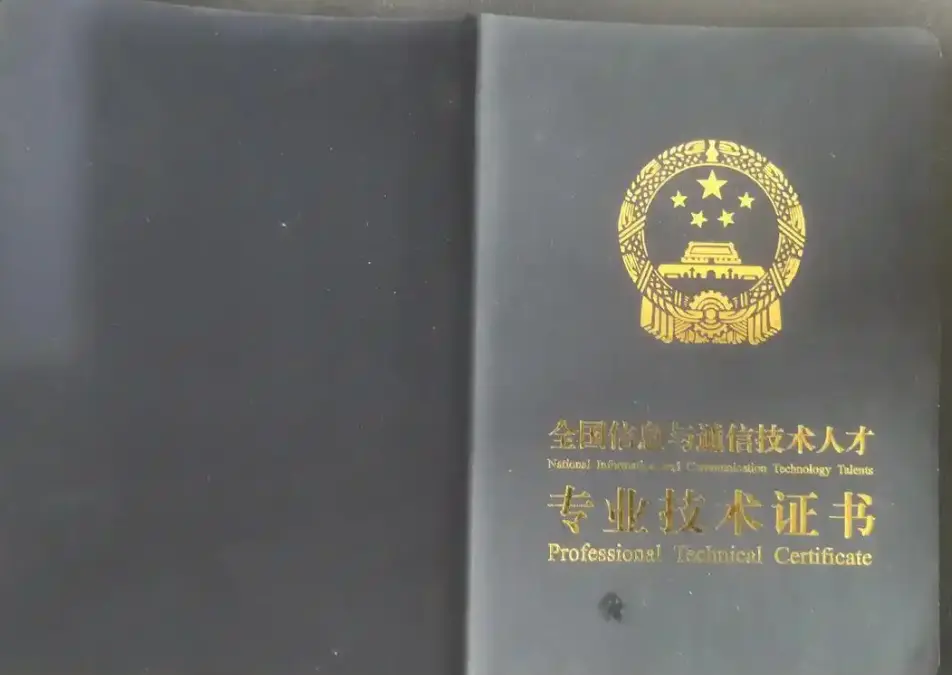 全国信息与通信技术人才
National Information and Communication Technology Talents
专业技术证书
Professional Technical Certificate